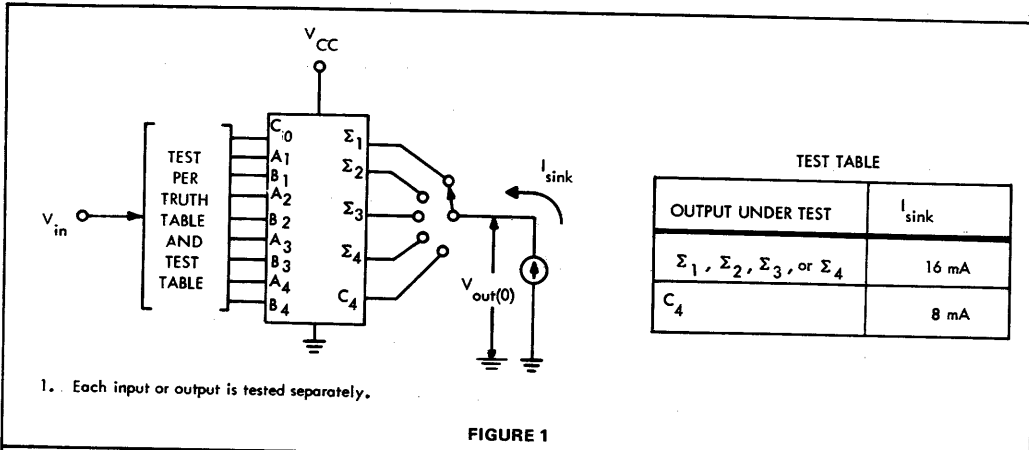 V CC
V in
TEST
PER
TRUTH
TABLE
AND
TEST
TABLE
C 0
A1
B1
A2
B2
A3
B3
A4
B4
Σ1
Σ2
Σ3
Σ4
C4
I sink
V out(0)
TEST TABLE
OUTPUT UNDER TEST I sink
Σ1, Σ2, Σ3, or Σ4 16 mA
C4 8 mA
1. Each input or output is tested separately.
FIGURE 1